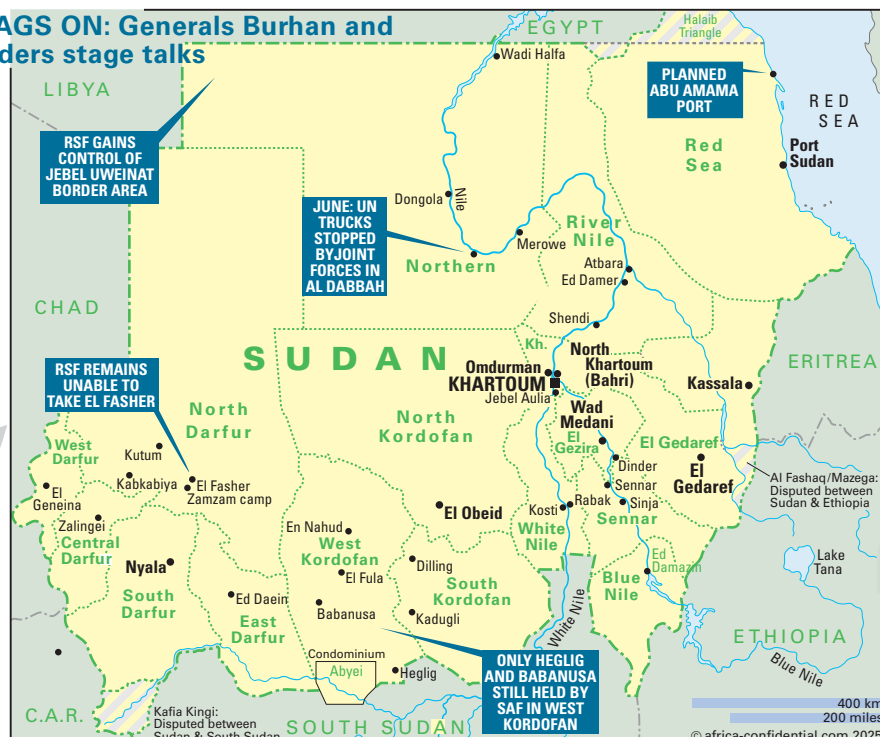 AGS ON: Generals Burhan and
ders stage talks
EGYPT
Halaib
Triangle
Wadi Halfa
LIBYA
PLANNED
ABU AMAMA
PORT
RED
SEA
RSF GAINS
CONTROL OF
JEBEL UWEINAT
BORDER AREA
Red
Sea
Port
Sudan
Dongola
Nile
JUNE: UN
TRUCKS
STOPPED
BYJOINT
FORCES IN
AL DABBAH
River
Nile
Merowe
Northern
Atbara
Ed Damer
CHAD
Shendi
Kh.
SUDAN
North
Khartoum
(Bahri)
Omdurman
KHARTOUM
Jebel Aulia
ERITREA
Kassala
RSF REMAINS
UNABLE TO
TAKE EL FASHER
North
Darfur
North
Kordofan
Wad
Medani
El
Gezira
El Gedaref
El
Gedaref
West
Darfur
Kutum
Kabkabiya
El Fasher
Zamzam camp
El
Geneina
Dinder
Sennar
Al Fashaq/Mazega:
Disputed between
Sudan & Ethiopia
Zalingei
Central
Darfur
El Obeid
Kosti
Rabak
Sinja
Sennar
White
Nile
En Nahud
West
Kordofan
Nyala
Dilling
El Fula
South
Kordofan
Ed
Damazin
Blue
Nile
Lake
Tana
South
Darfur
Ed Daein
East
Darfur
Babanusa
Kadugli
White Nile
ETHIOPIA
Blue Nile
Condominium
Abyei
Heglig
ONLY HEGLIG
AND BABANUSA
STILL HELD BY
SAF IN WEST
KORDOFAN
C.A.R.
Kafia Kingi:
Disputed between
Sudan & South Sudan
SOUTH SUDAN
400 km
200 miles
© africa-confidential.com 2025